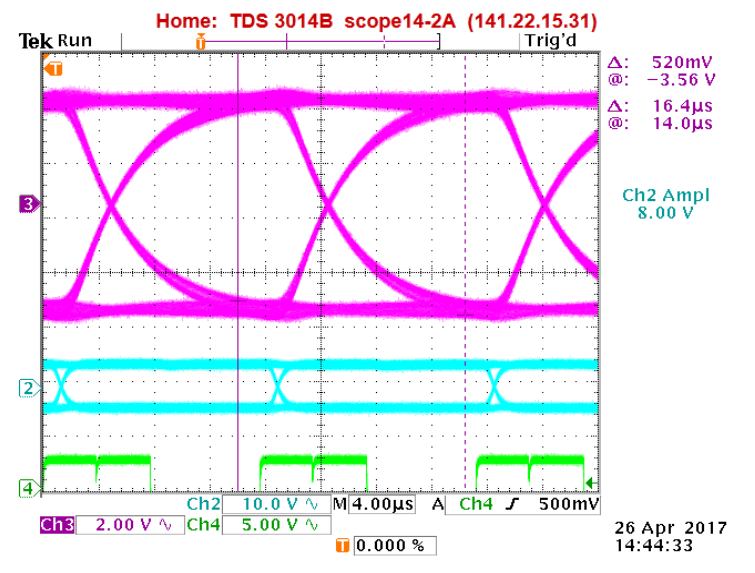 Home: TDS 3014B scope14-2A (141.22.15.31)
Tek Run
T
Trig'd
T
Δ: 520mV
@: −3.56 V
Δ: 16.4µs
@: 14.0µs
3
Ch2 Ampl
8.00 V
2
4
Ch2 10.0 V ∿ M 4.00µs A Ch4 ʃ 500mV
Ch3 2.00 V ∿ Ch4 5.00 V
T 0.000 %
26 Apr 2017
14:44:33